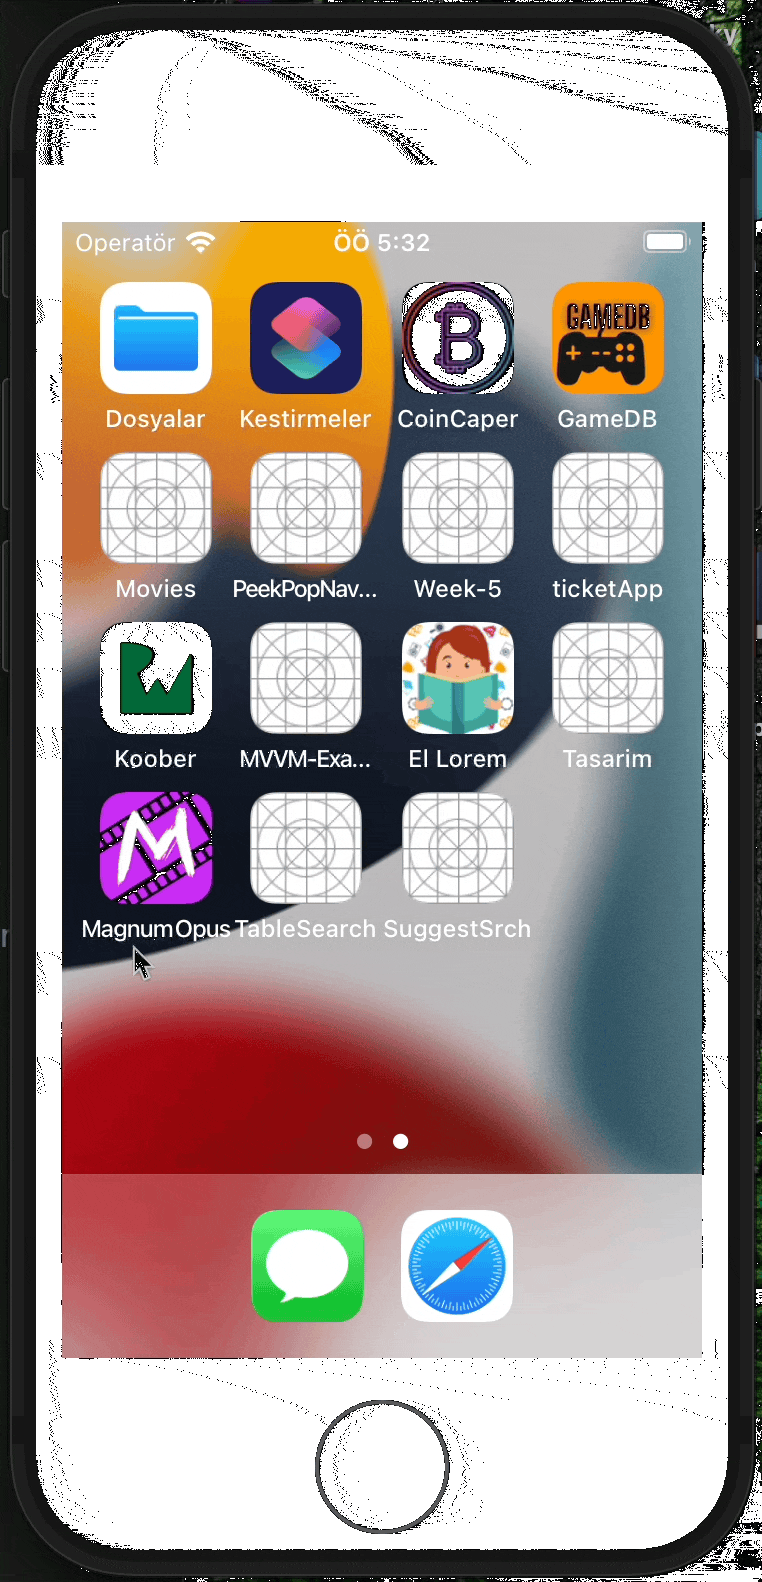 Operatör ÖÖ 5:32
GAMEDB
Dosyalar Kestirmeler CoinCaper GameDB
Movies PeekPopNav... Week-5 ticketApp
Koober MVVM-Exa... El Lorem Tasarim
M
MagnumOpus TableSearch SuggestSrch